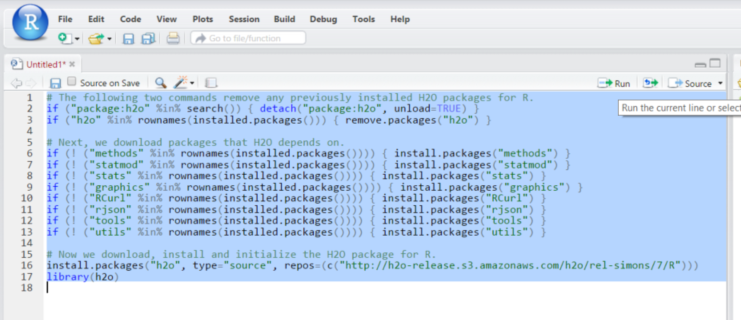 R File Edit Code View Plots Session Build Debug Tools Help
Go to file/function
Untitled1*
Source on Save Run Source
Run the current line or select
1 # The following two commands remove any previously installed H2O packages for R.
2 if ("package:h2o" %in% search()) { detach("package:h2o", unload=TRUE) }
3 if ("h2o" %in% rownames(installed.packages())) { remove.packages("h2o") }
4
5 # Next, we download packages that H2O depends on.
6 if (! ("methods" %in% rownames(installed.packages()))) { install.packages("methods") }
7 if (! ("statmod" %in% rownames(installed.packages()))) { install.packages("statmod") }
8 if (! ("stats" %in% rownames(installed.packages()))) { install.packages("stats") }
9 if (! ("graphics" %in% rownames(installed.packages()))) { install.packages("graphics") }
10 if (! ("RCurl" %in% rownames(installed.packages()))) { install.packages("RCurl") }
11 if (! ("rjson" %in% rownames(installed.packages()))) { install.packages("rjson") }
12 if (! ("tools" %in% rownames(installed.packages()))) { install.packages("tools") }
13 if (! ("utils" %in% rownames(installed.packages()))) { install.packages("utils") }
14
15 # Now we download, install and initialize the H2O package for R.
16 install.packages("h2o", type="source", repos=(c("http://h2o-release.s3.amazonaws.com/h2o/rel-simons/7/R")))
17 library(h2o)
18